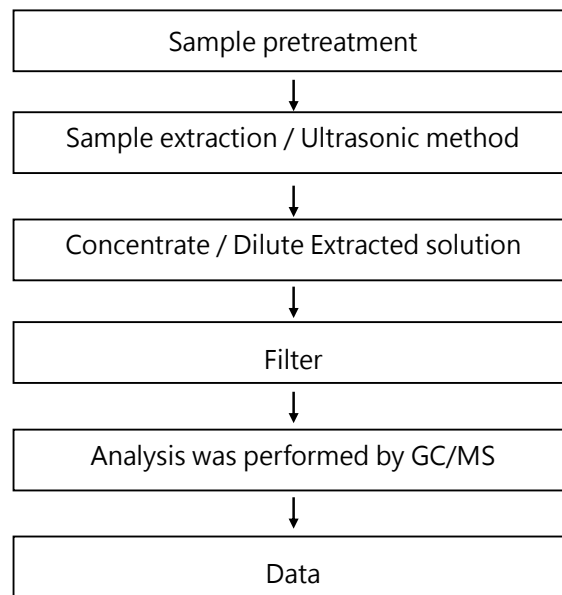 Sample pretreatment
Sample extraction / Ultrasonic method
Concentrate / Dilute Extracted solution
Filter
Analysis was performed by GC/MS
Data